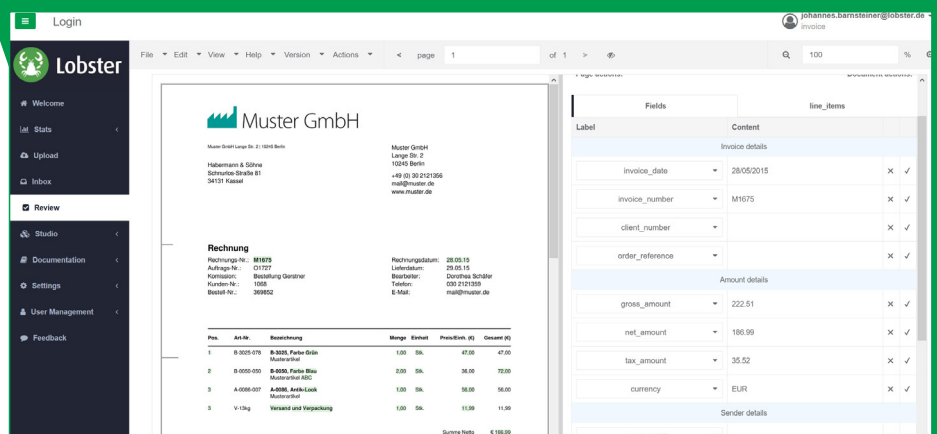 Login
johannes.barnsteiner@lobster.de
invoice
Lobster
File Edit View Help Version Actions < page 1 of 1 > 100 %
Welcome
Stats
Upload
Inbox
Review
Studio
Documentation
Settings
User Management
Feedback
Muster GmbH
Muster GmbH Lange Str. 2 | 10245 Berlin
Habermann & Söhne
Schnurlos-Straße 81
34131 Kassel
Muster GmbH
Lange Str. 2
10245 Berlin
+49 (0) 30 2121356
mail@muster.de
www.muster.de
Rechnung
Rechnungs-Nr.: M1675 Rechnungsdatum: 28.05.15
Auftrags-Nr.: O1727 Lieferdatum: 29.05.15
Komission: Bestellung Gerstner Bearbeiter: Dorothea Schäfer
Kunden-Nr.: 1068 Telefon: 030 2121359
Bestell-Nr.: 369852 E-Mail: mail@muster.de
Pos. Art-Nr. Bezeichnung Menge Einheit Preis/Einh. (€) Gesamt (€)
1 B-3025-076 B-3025, Farbe Grün 1,00 Stk. 47,00 47,00
Musterartikel
2 B-0050-050 B-0050, Farbe Blau 2,00 Stk. 36,00 72,00
Musterartikel ABC
3 A-0086-007 A-0086, Antik-Look 1,00 Stk. 56,00 56,00
Musterartikel
3 V-13kg Versand und Verpackung 1,00 Stk. 11,99 11,99
Summe Netto € 186,99
Page actions: Document actions:
Fields line_items
Label Content
Invoice details
invoice_date 28/05/2015
invoice_number M1675
client_number
order_reference
Amount details
gross_amount 222.51
net_amount 186.99
tax_amount 35.52
currency EUR
Sender details